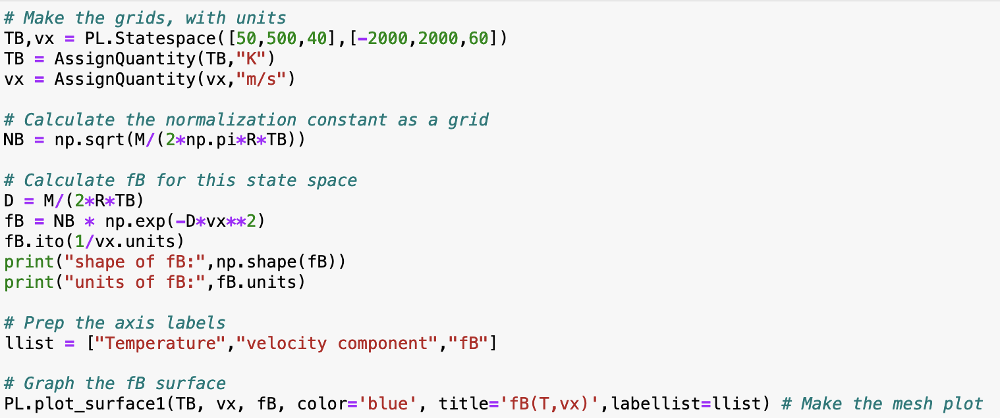 # Make the grids, with units
TB,vx = PL.Statespace([50,500,40],[-2000,2000,60])
TB = AssignQuantity(TB,"K")
vx = AssignQuantity(vx,"m/s")
# Calculate the normalization constant as a grid
NB = np.sqrt(M/(2*np.pi*R*TB))
# Calculate fB for this state space
D = M/(2*R*TB)
fB = NB * np.exp(-D*vx**2)
fB.ito(1/vx.units)
print("shape of fB:",np.shape(fB))
print("units of fB:",fB.units)
# Prep the axis labels
llist = ["Temperature","velocity component","fB"]
# Graph the fB surface
PL.plot_surface1(TB, vx, fB, color='blue', title='fB(T,vx)',labellist=llist) # Make the mesh plot